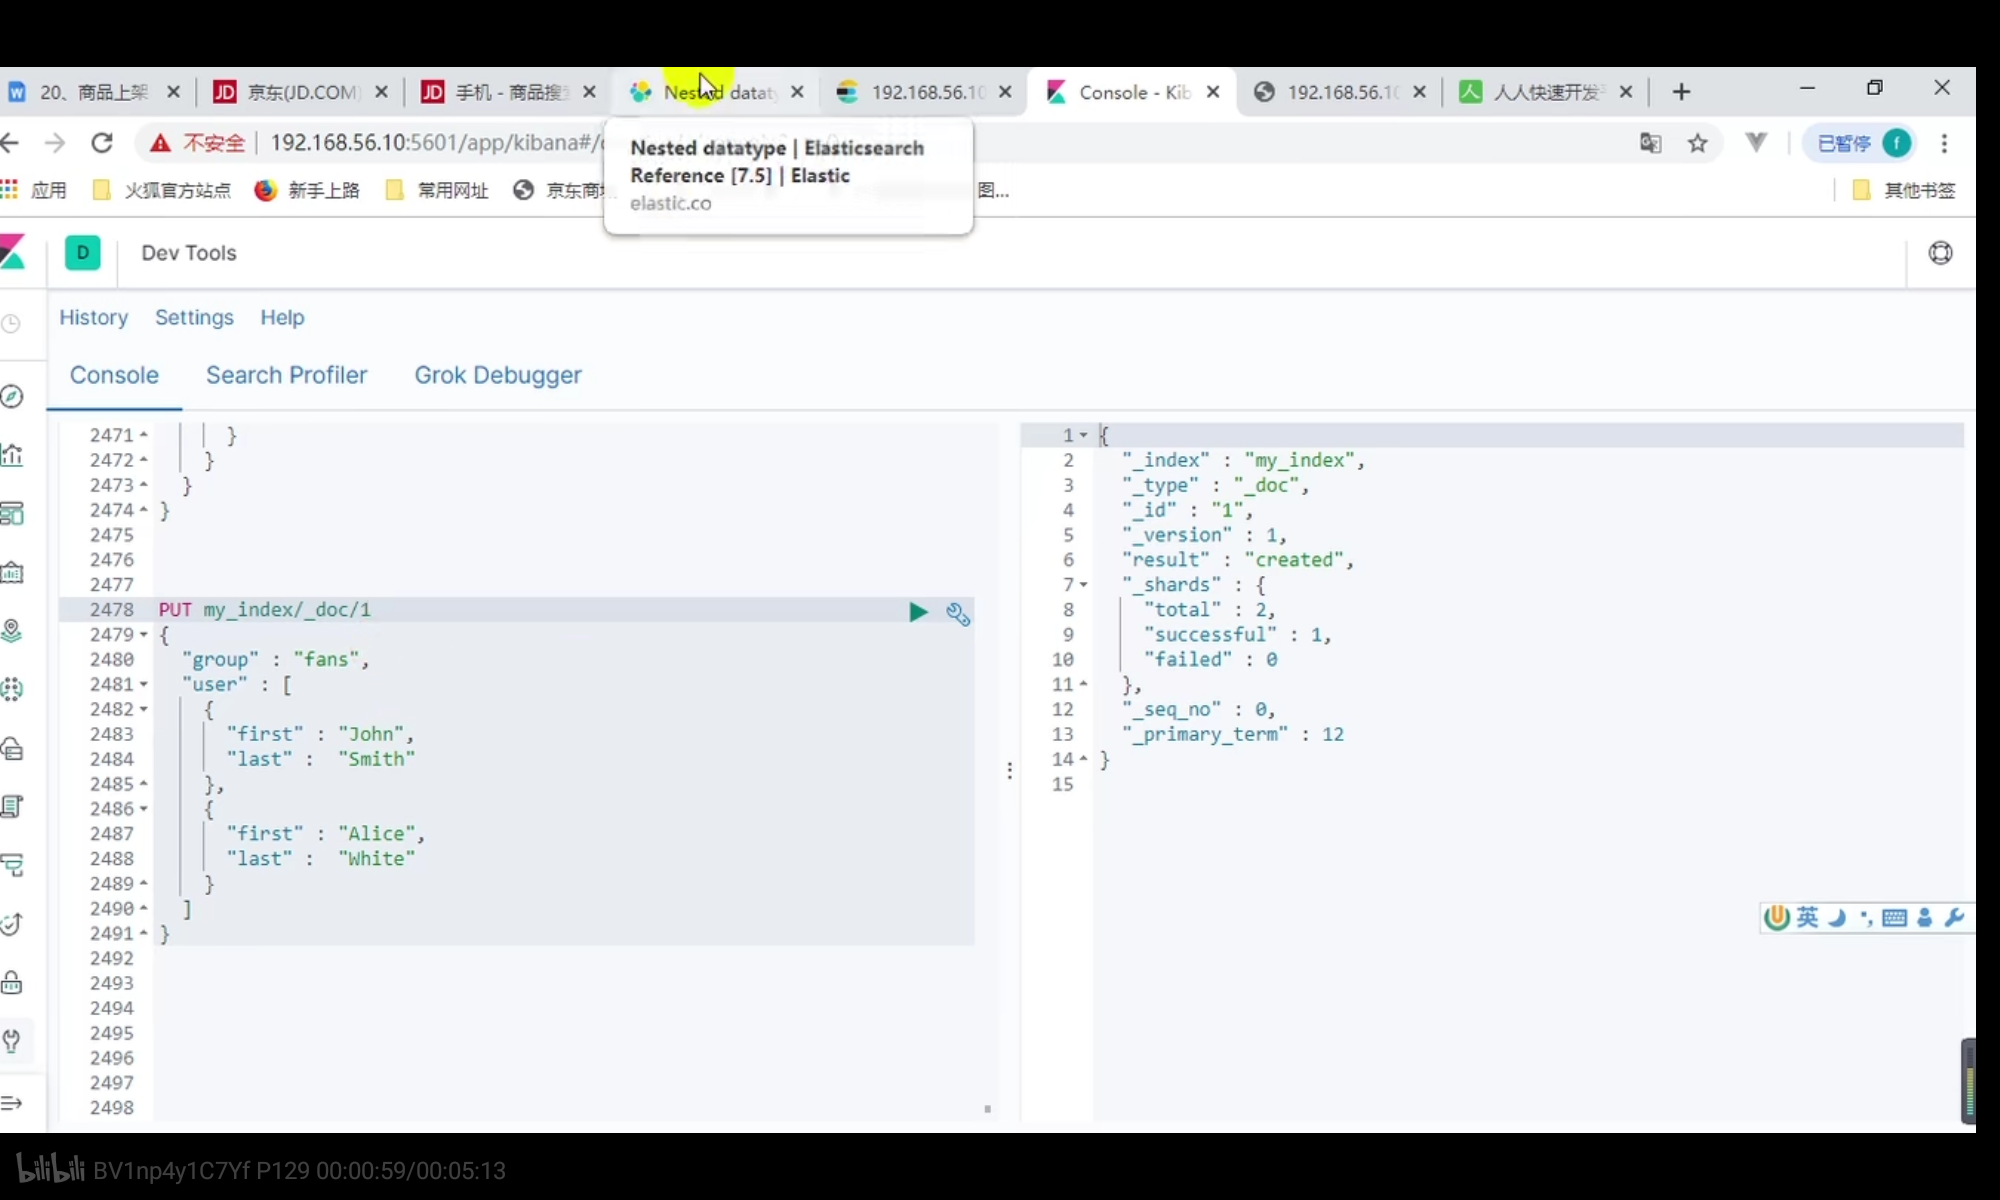 20、商品上架
京东(JD.COM)
手机 - 商品搜
Nested dataty
192.168.56.10
Console - Kib
192.168.56.10
人人快速开发
不安全 192.168.56.10:5601/app/kibana#/
已暂停 f
Nested datatype | Elasticsearch
Reference [7.5] | Elastic
elastic.co
应用 火狐官方站点 新手上路 常用网址 京东商 图... 其他书签
D Dev Tools
History Settings Help
Console Search Profiler Grok Debugger
2471 }
2472 }
2473 }
2474 }
2475
2476
2477
2478 PUT my_index/_doc/1
2479 {
2480 "group" : "fans",
2481 "user" : [
2482 {
2483 "first" : "John",
2484 "last" :  "Smith"
2485 },
2486 {
2487 "first" : "Alice",
2488 "last" :  "White"
2489 }
2490 ]
2491 }
2492
2493
2494
2495
2496
2497
2498
1 {
2 "_index" : "my_index",
3 "_type" : "_doc",
4 "_id" : "1",
5 "_version" : 1,
6 "result" : "created",
7 "_shards" : {
8 "total" : 2,
9 "successful" : 1,
10 "failed" : 0
11 },
12 "_seq_no" : 0,
13 "_primary_term" : 12
14 }
15
英
bilibili BV1np4y1C7Yf P129 00:00:59/00:05:13